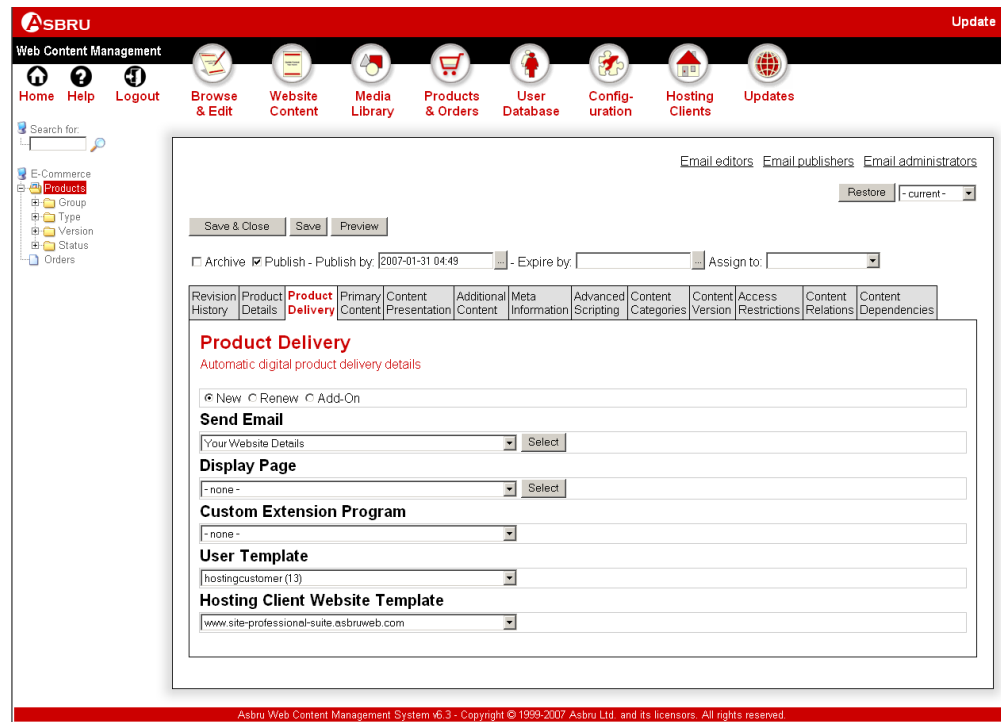 ASBRU
Update
Web Content Management
Home Help Logout
Browse & Edit
Website Content
Media Library
Products & Orders
User Database
Config-uration
Hosting Clients
Updates
Search for:
E-Commerce
Products
Group
Type
Version
Status
Orders
Email editors Email publishers Email administrators
Restore - current -
Save & Close Save Preview
Archive Publish - Publish by: 2007-01-31 04:49 ... - Expire by: ... Assign to:
Revision History
Product Details
Product Delivery
Primary Content
Content Presentation
Additional Content
Meta Information
Advanced Scripting
Content Categories
Content Version
Access Restrictions
Content Relations
Content Dependencies
Product Delivery
Automatic digital product delivery details
New Renew Add-On
Send Email
Your Website Details Select
Display Page
- none - Select
Custom Extension Program
- none -
User Template
hostingcustomer (13)
Hosting Client Website Template
www.site-professional-suite.asbruweb.com
Asbru Web Content Management System v6.3 - Copyright © 1999-2007 Asbru Ltd. and its licensors. All rights reserved.